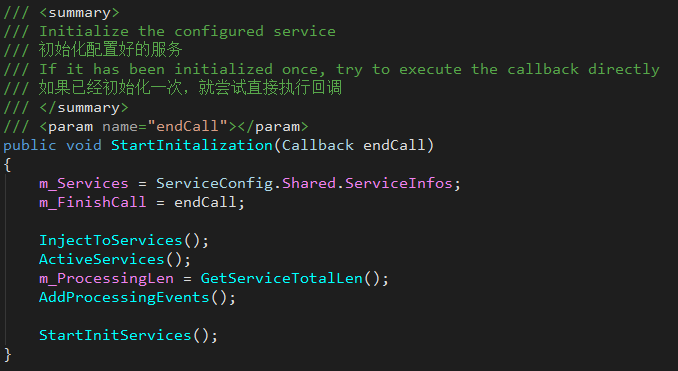 /// <summary>
/// Initialize the configured service
/// 初始化配置好的服务
/// If it has been initialized once, try to execute the callback directly
/// 如果已经初始化一次，就尝试直接执行回调
/// </summary>
/// <param name="endCall"></param>
public void StartInitalization(Callback endCall)
{
    m_Services = ServiceConfig.Shared.ServiceInfos;
    m_FinishCall = endCall;

    InjectToServices();
    ActiveServices();
    m_ProcessingLen = GetServiceTotalLen();
    AddProcessingEvents();

    StartInitServices();
}